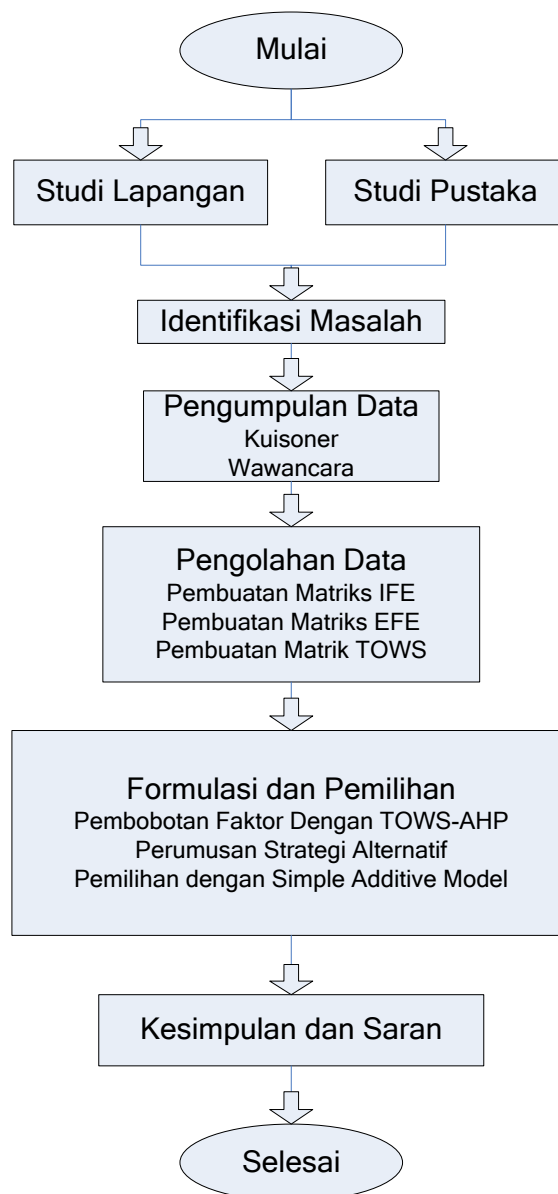 Mulai
Studi Lapangan
Studi Pustaka
Identifikasi Masalah
Pengumpulan Data
Kuisoner
Wawancara
Pengolahan Data
Pembuatan Matriks IFE
Pembuatan Matriks EFE
Pembuatan Matrik TOWS
Formulasi dan Pemilihan
Pembobotan Faktor Dengan TOWS-AHP
Perumusan Strategi Alternatif
Pemilihan dengan Simple Additive Model
Kesimpulan dan Saran
Selesai